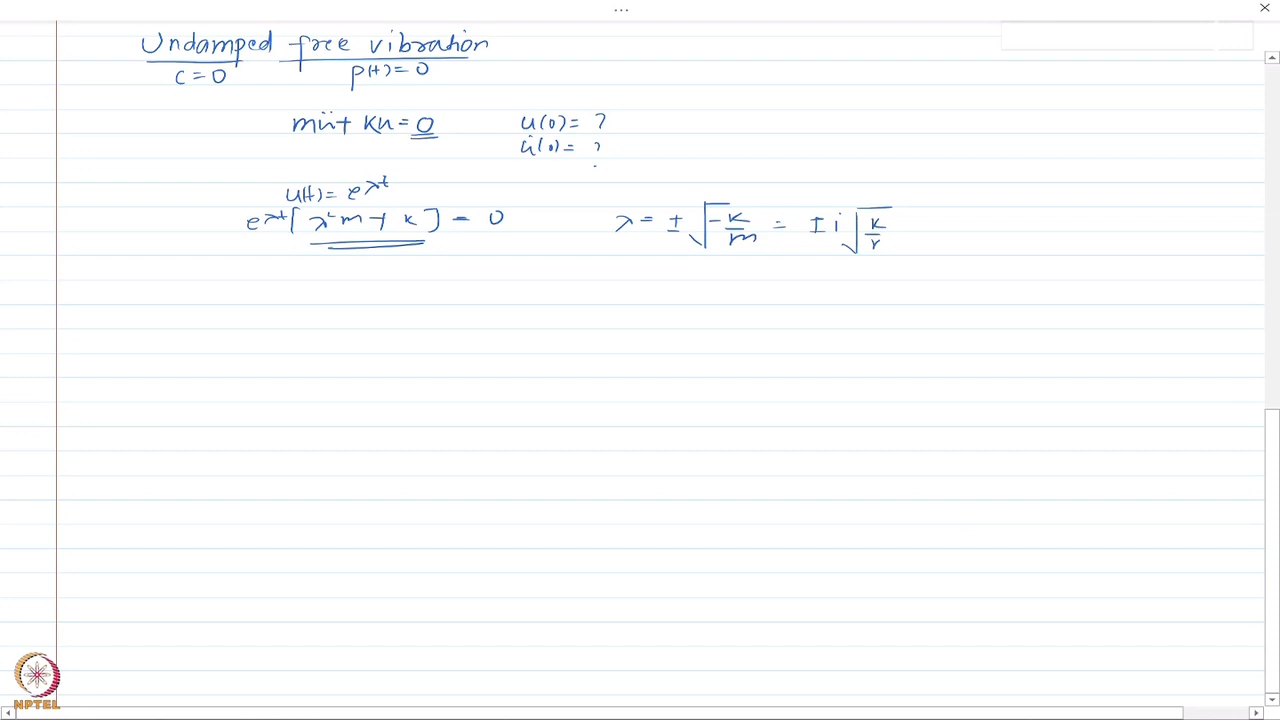 Undamped free vibration
c=0 p(t)=0
mü+ ku=0 u(0)= ?
u̇(0)= ?
u(t)= e^λt
e^λt[λ²m+k]=0 λ= ±√-k/m = ±i√k/r
NPTEL